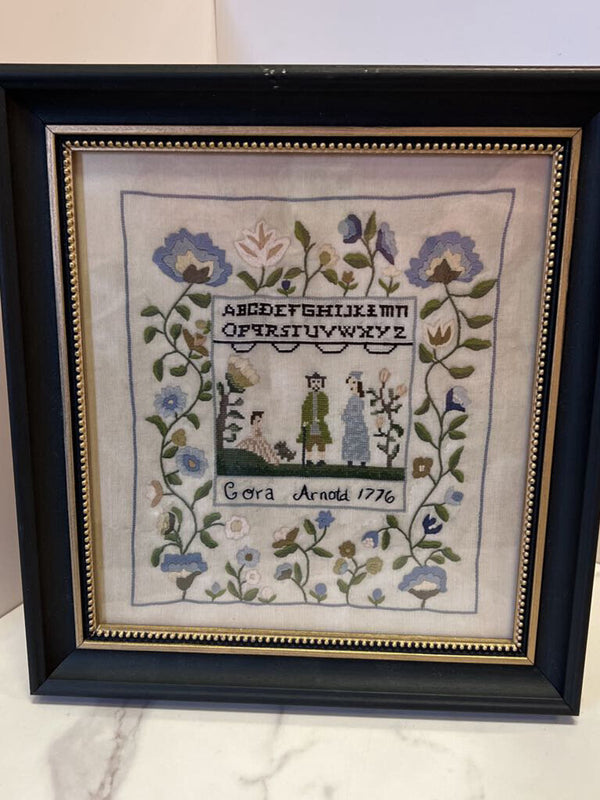 ABCDEFGHIJKLMN
OPQRSTUVWXYZ
Cora Arnold 1776